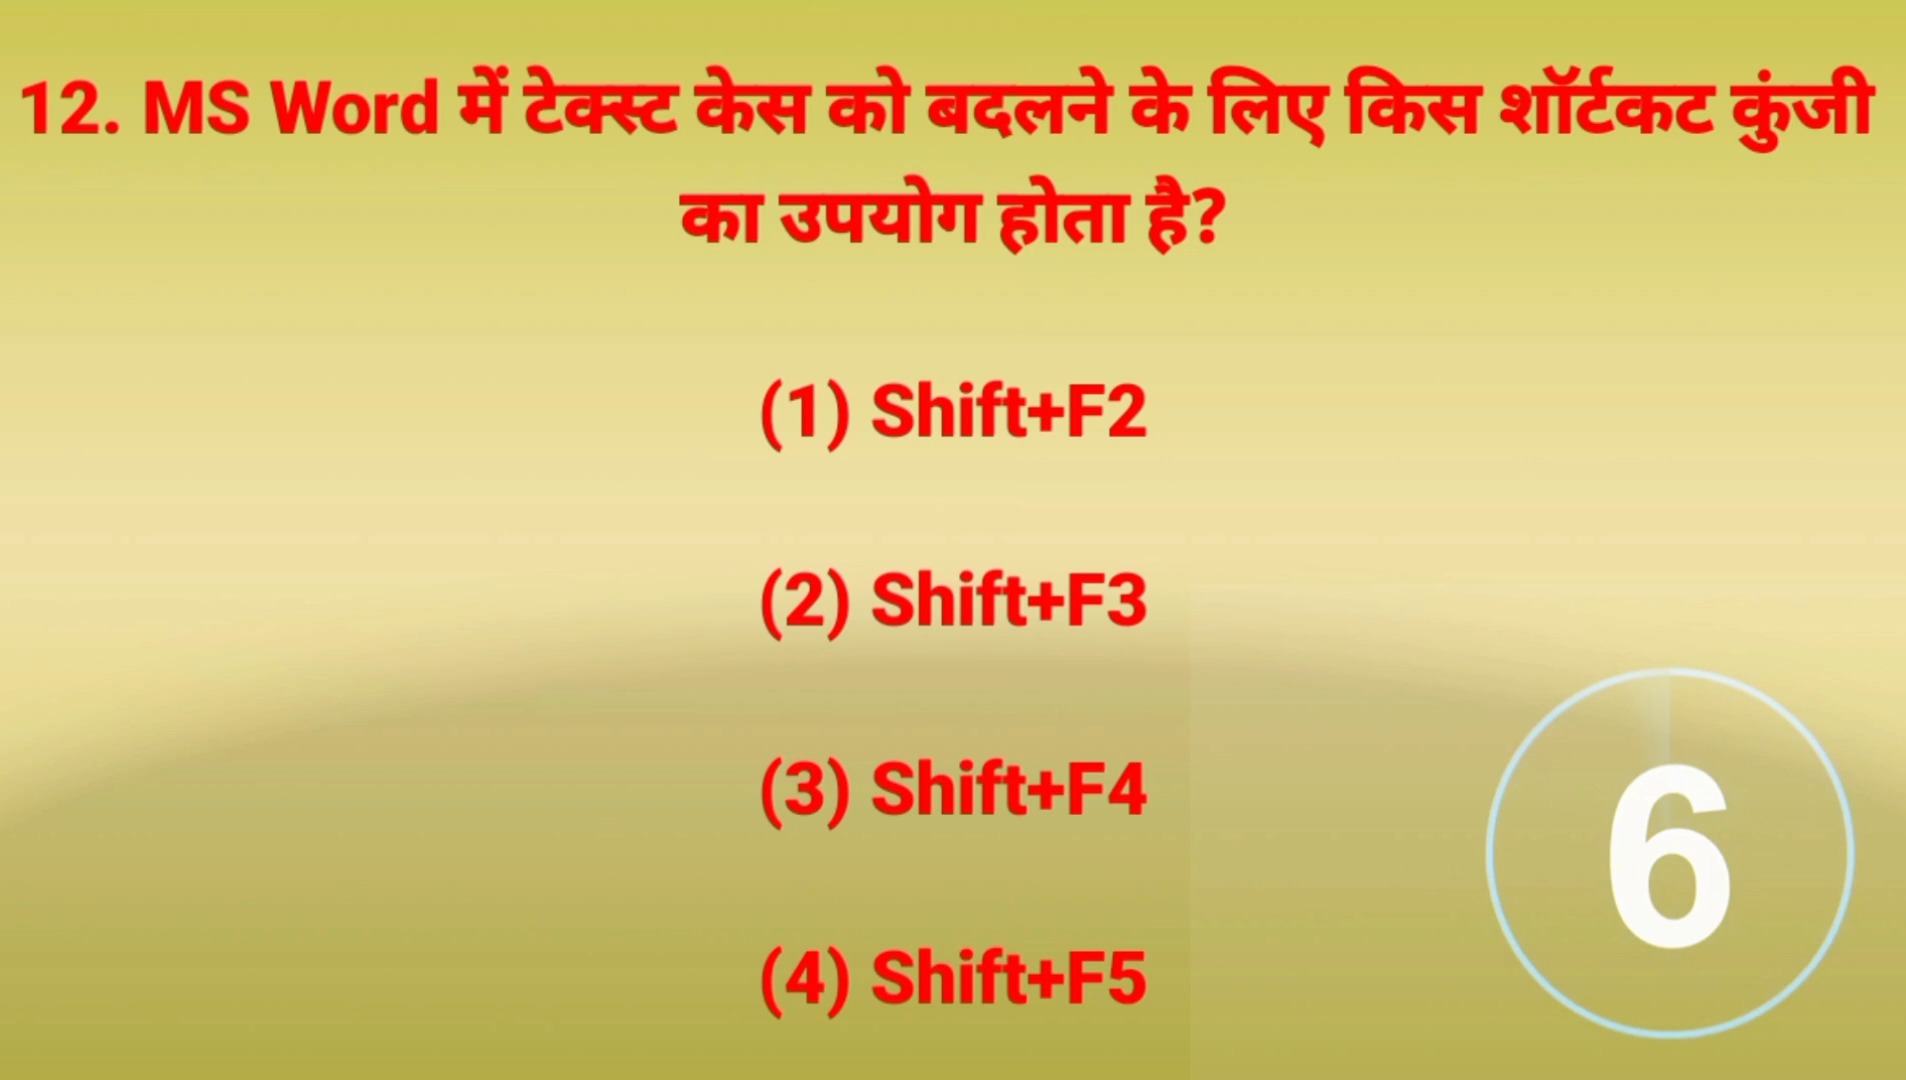 12. MS Word में टेक्स्ट केस को बदलने के लिए किस शॉर्टकट कुंजी
का उपयोग होता है?
(1) Shift+F2
(2) Shift+F3
(3) Shift+F4
(4) Shift+F5
6